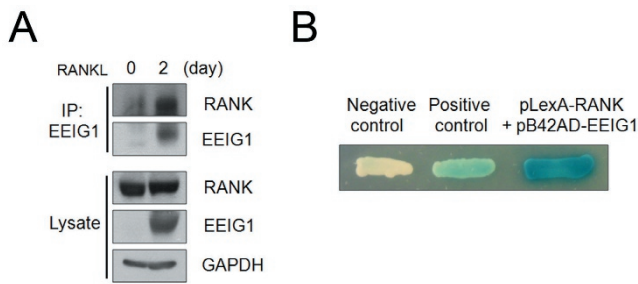 A
RANKL 0 2 (day)
IP:
EEIG1
RANK
EEIG1
Lysate
RANK
EEIG1
GAPDH
B
Negative
control
Positive
control
pLexA-RANK
+ pB42AD-EEIG1